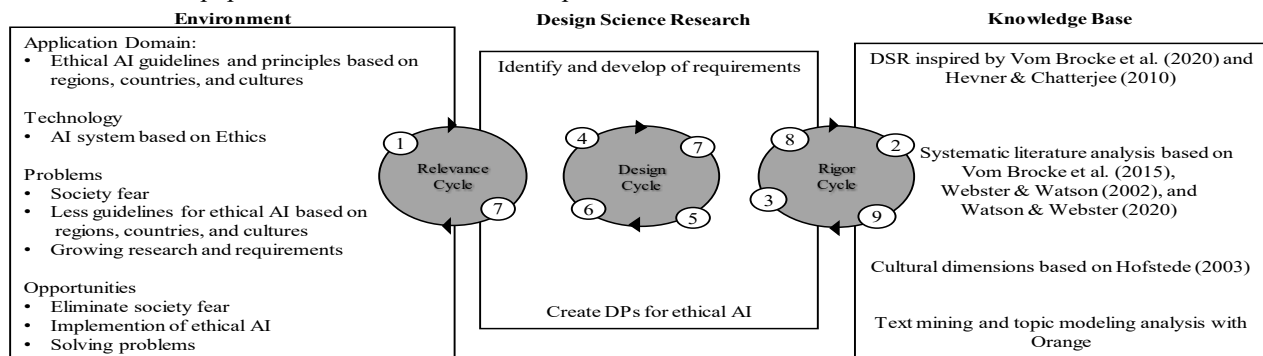 Environment
Application Domain:
• Ethical AI guidelines and principles based on
regions, countries, and cultures
Technology
• AI system based on Ethics
Problems
• Society fear
• Less guidelines for ethical AI based on
regions, countries, and cultures
• Growing research and requirements
Opportunities
• Eliminate society fear
• Implemention of ethical AI
• Solving problems
1
Relevance
Cycle
7
Design Science Research
Identify and develop of requirements
4
7
Design
Cycle
6
5
Create DPs for ethical AI
8
2
Rigor
Cycle
3
9
Knowledge Base
DSR inspired by Vom Brocke et al. (2020) and
Hevner & Chatterjee (2010)
Systematic literature analysis based on
Vom Brocke et al. (2015),
Webster & Watson (2002), and
Watson & Webster (2020)
Cultural dimensions based on Hofstede (2003)
Text mining and topic modeling analysis with
Orange